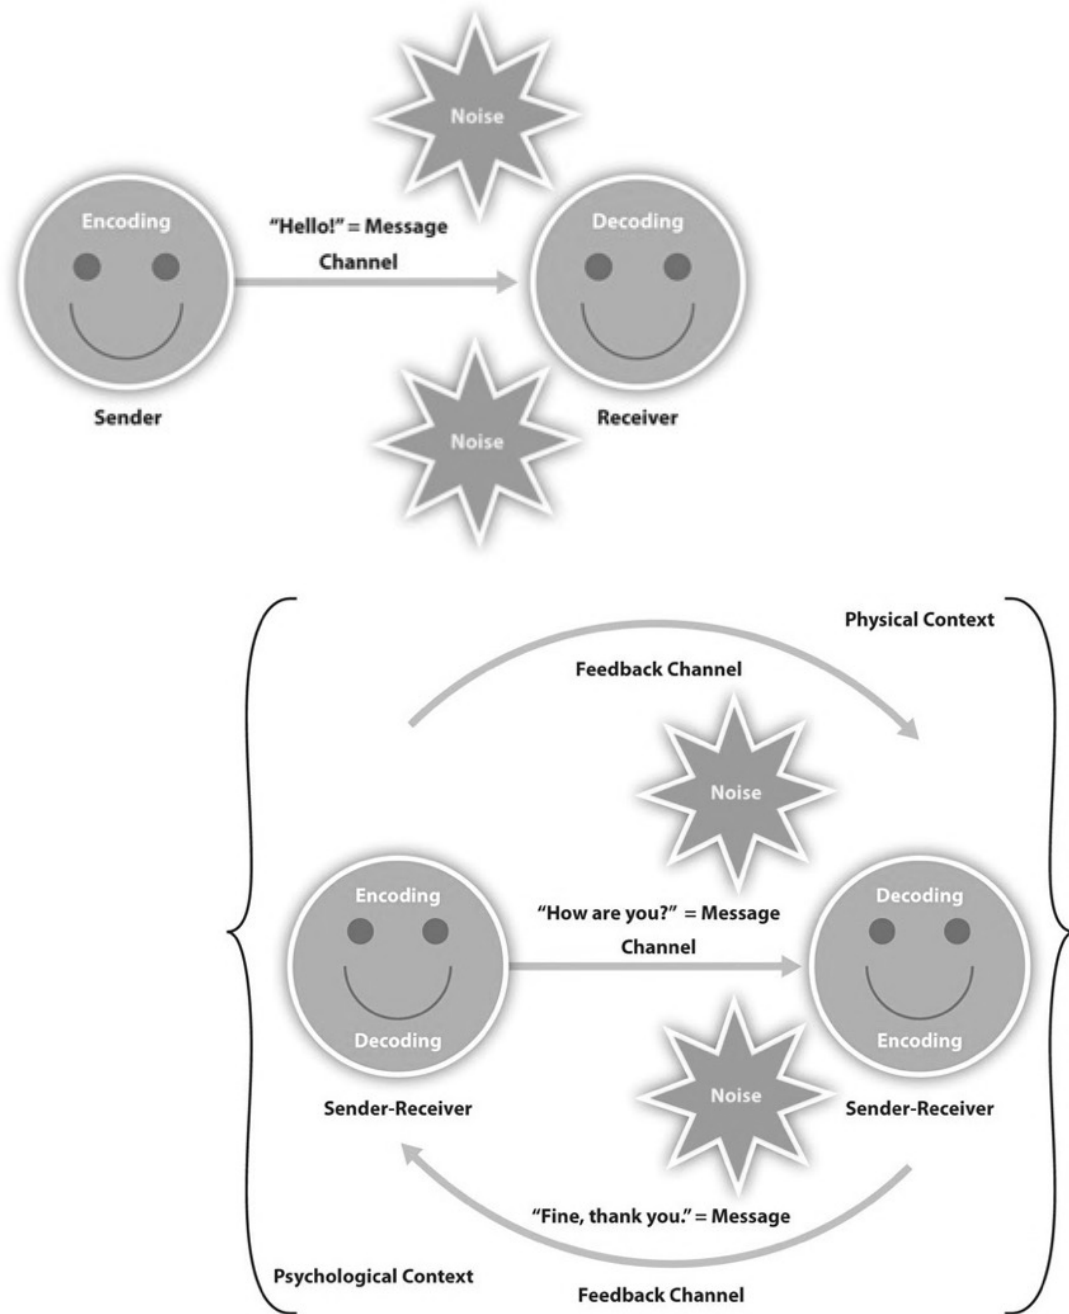 Noise
Encoding
Decoding
“Hello!” = Message
Channel
Sender
Receiver
Noise
Physical Context
Feedback Channel
Noise
Encoding
Decoding
“How are you?” = Message
Channel
Decoding
Encoding
Noise
Sender-Receiver
Sender-Receiver
“Fine, thank you.” = Message
Psychological Context
Feedback Channel